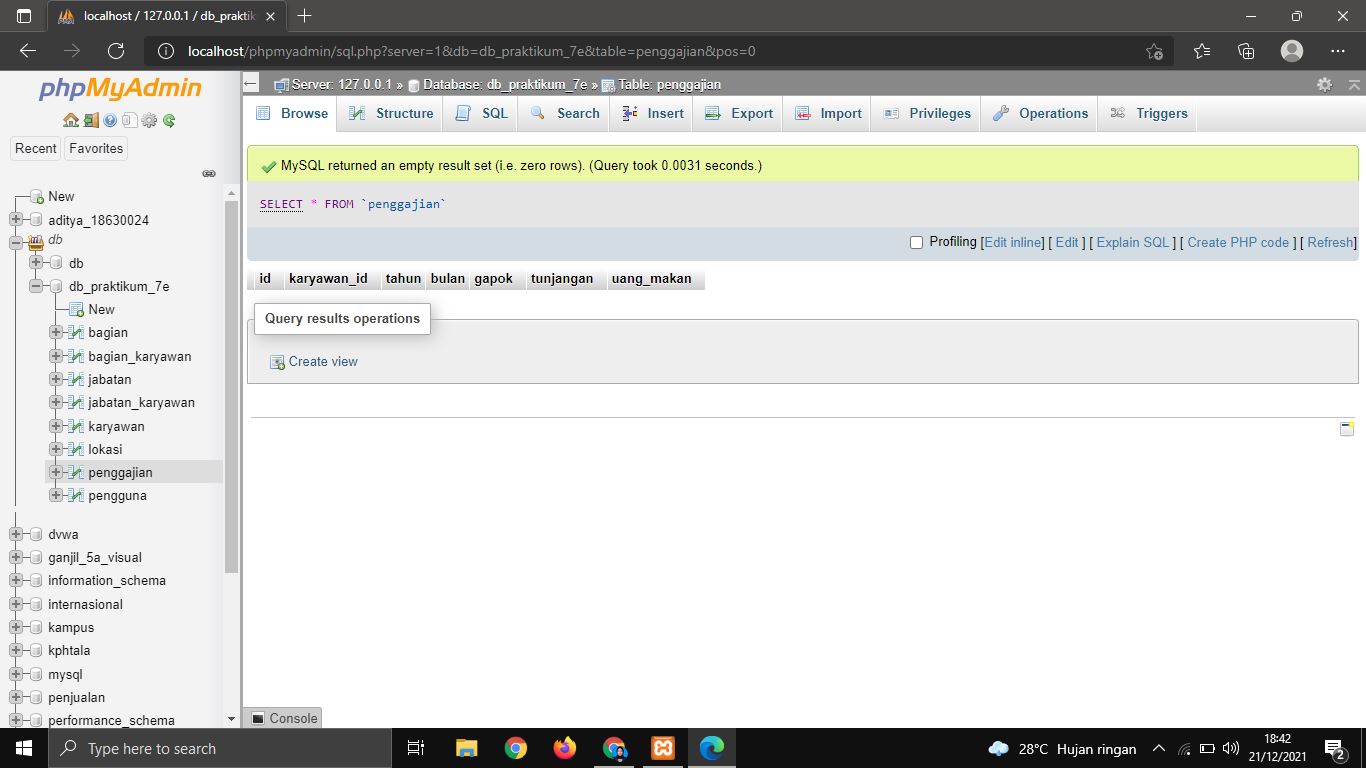 localhost / 127.0.0.1 / db_praktik
localhost/phpmyadmin/sql.php?server=1&db=db_praktikum_7e&table=penggajian&pos=0
phpMyAdmin
Recent Favorites
New
aditya_18630024
db
db
db_praktikum_7e
New
bagian
bagian_karyawan
jabatan
jabatan_karyawan
karyawan
lokasi
penggajian
pengguna
dvwa
ganjil_5a_visual
information_schema
internasional
kampus
kphtala
mysql
penjualan
performance_schema
Server: 127.0.0.1 » Database: db_praktikum_7e » Table: penggajian
Browse Structure SQL Search Insert Export Import Privileges Operations Triggers
MySQL returned an empty result set (i.e. zero rows). (Query took 0.0031 seconds.)
SELECT * FROM `penggajian`
Profiling [Edit inline] [ Edit ] [ Explain SQL ] [ Create PHP code ] [ Refresh]
id karyawan_id tahun bulan gapok tunjangan uang_makan
Query results operations
Create view
Console
Type here to search
28°C Hujan ringan
18:42
21/12/2021
2